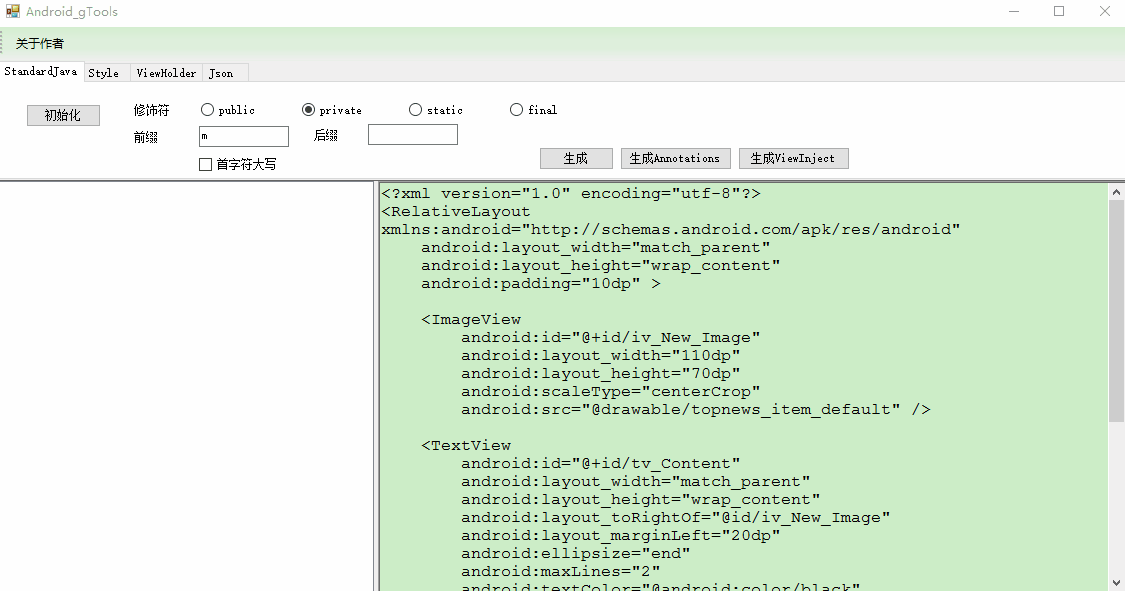 Android_gTools
关于作者
StandardJava Style ViewHolder Json
初始化 修饰符 public private static final
前缀 m 后缀
首字符大写 生成 生成Annotations 生成ViewInject
<?xml version="1.0" encoding="utf-8"?>
<RelativeLayout
xmlns:android="http://schemas.android.com/apk/res/android"
    android:layout_width="match_parent"
    android:layout_height="wrap_content"
    android:padding="10dp" >
    <ImageView
        android:id="@+id/iv_New_Image"
        android:layout_width="110dp"
        android:layout_height="70dp"
        android:scaleType="centerCrop"
        android:src="@drawable/topnews_item_default" />
    <TextView
        android:id="@+id/tv_Content"
        android:layout_width="match_parent"
        android:layout_height="wrap_content"
        android:layout_toRightOf="@id/iv_New_Image"
        android:layout_marginLeft="20dp"
        android:ellipsize="end"
        android:maxLines="2"
        android:textColor="@android:color/black"